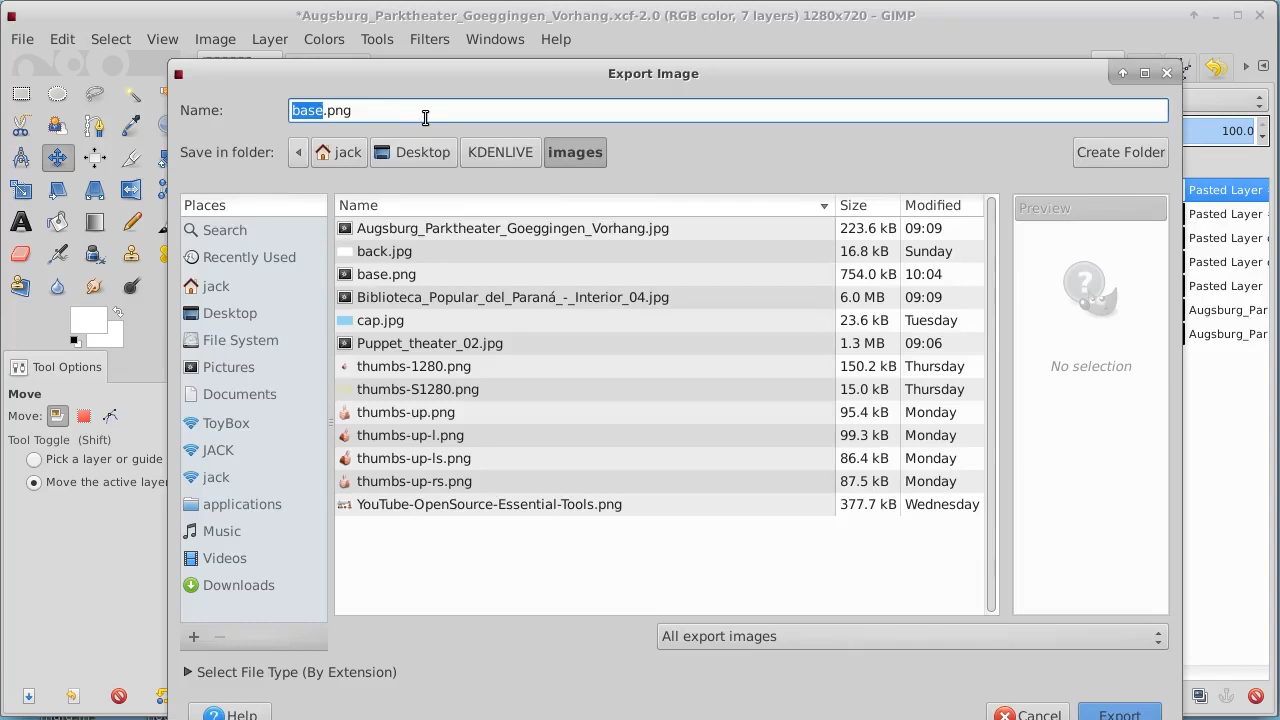 *Augsburg_Parktheater_Goeggingen_Vorhang.xcf-2.0 (RGB color, 7 layers) 1280x720 – GIMP
File Edit Select View Image Layer Colors Tools Filters Windows Help
Export Image
Name: base.png
Save in folder: jack Desktop KDENLIVE images Create Folder
100.0
Places
Search
Recently Used
jack
Desktop
File System
Pictures
Documents
ToyBox
JACK
jack
applications
Music
Videos
Downloads
Name Size Modified
Augsburg_Parktheater_Goeggingen_Vorhang.jpg 223.6 kB 09:09
back.jpg 16.8 kB Sunday
base.png 754.0 kB 10:04
Biblioteca_Popular_del_Paraná_-_Interior_04.jpg 6.0 MB 09:09
cap.jpg 23.6 kB Tuesday
Puppet_theater_02.jpg 1.3 MB 09:06
thumbs-1280.png 150.2 kB Thursday
thumbs-S1280.png 15.0 kB Thursday
thumbs-up.png 95.4 kB Monday
thumbs-up-l.png 99.3 kB Monday
thumbs-up-ls.png 86.4 kB Monday
thumbs-up-rs.png 87.5 kB Monday
YouTube-OpenSource-Essential-Tools.png 377.7 kB Wednesday
Preview
No selection
Pasted Layer
Pasted Layer
Pasted Layer
Pasted Layer
Pasted Layer
Augsburg_Par
Augsburg_Par
Tool Options
Move
Move:
Tool Toggle (Shift)
Pick a layer or guide
Move the active layer
All export images
Select File Type (By Extension)
Help Cancel Export